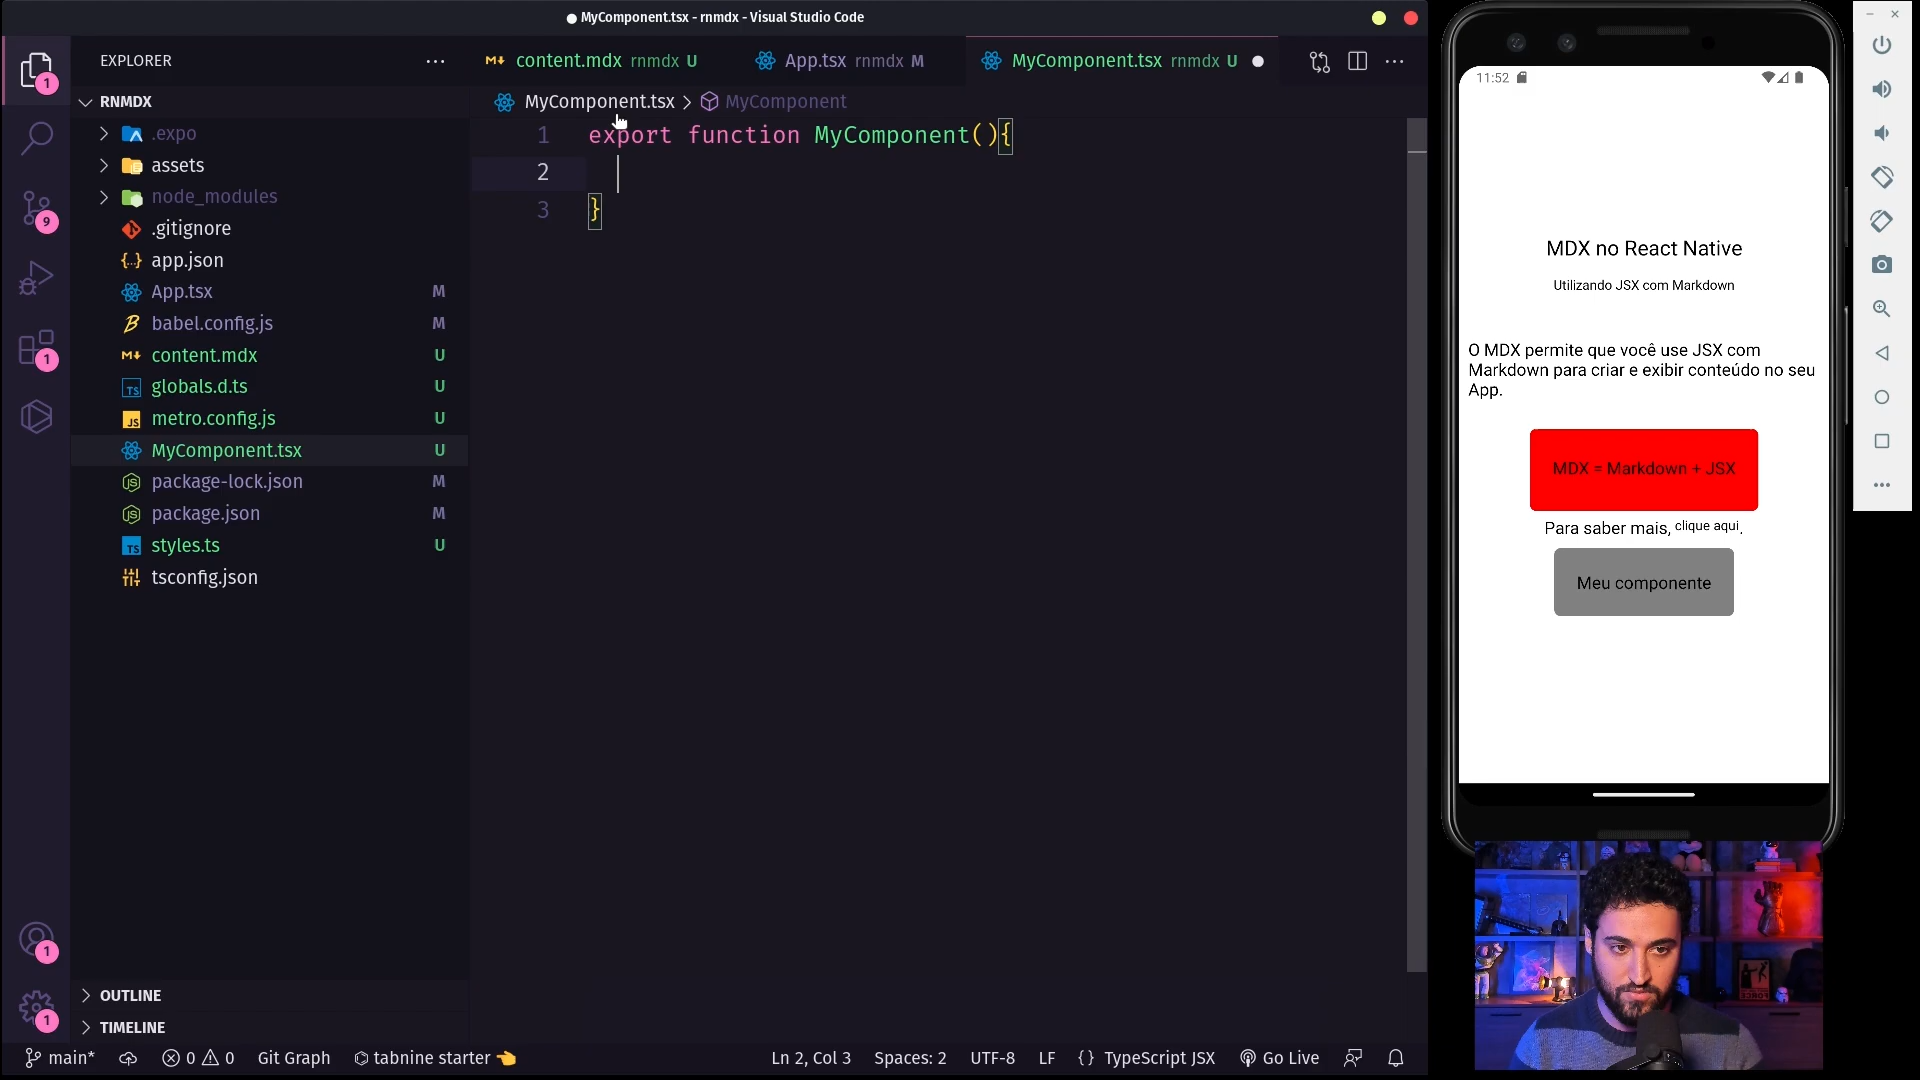 MyComponent.tsx - rnmdx - Visual Studio Code
EXPLORER
content.mdx rnmdx U
App.tsx rnmdx M
MyComponent.tsx rnmdx U
RNMDX
MyComponent.tsx > MyComponent
.expo
assets
node_modules
.gitignore
app.json
App.tsx M
babel.config.js M
content.mdx U
globals.d.ts U
metro.config.js U
MyComponent.tsx U
package-lock.json M
package.json M
styles.ts U
tsconfig.json
OUTLINE
TIMELINE
1
9
1
1
1
1 export function MyComponent(){
2
3 }
main*
0 0
Git Graph
tabnine starter
Ln 2, Col 3
Spaces: 2
UTF-8
LF
{} TypeScript JSX
Go Live
11:52
MDX no React Native
Utilizando JSX com Markdown
O MDX permite que você use JSX com
Markdown para criar e exibir conteúdo no seu
App.
MDX = Markdown + JSX
Para saber mais, clique aqui.
Meu componente